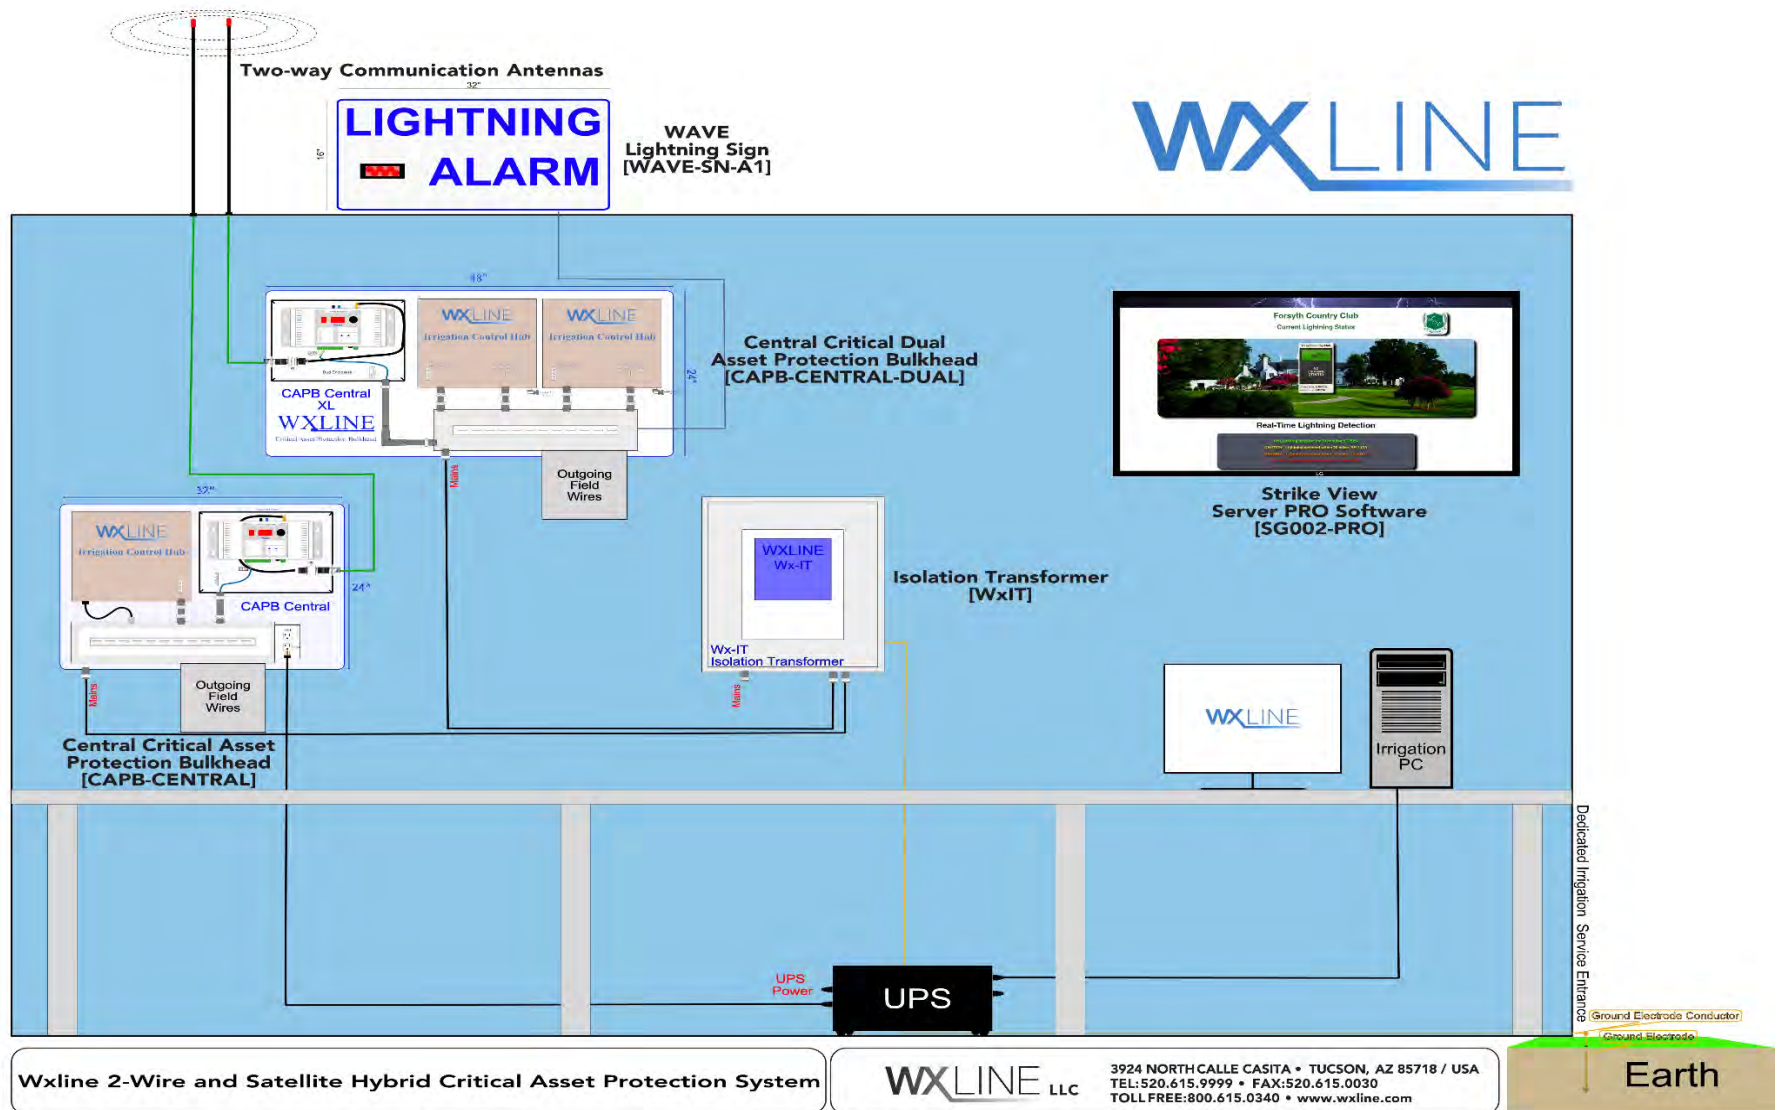 Two-way Communication Antennas
32"
16"
LIGHTNING
ALARM
WAVE
Lightning Sign
[WAVE-SN-A1]
WXLINE
48"
24"
WXLINE
Irrigation Control Hub
WXLINE
Irrigation Control Hub
CAPB Central
XL
WXLINE
Critical Asset Protection Bulkhead
Mains
Outgoing
Field
Wires
Central Critical Dual
Asset Protection Bulkhead
[CAPB-CENTRAL-DUAL]
Forsyth Country Club
Current Lightning Status
Real-Time Lightning Detection
LG
Strike View
Server PRO Software
[SG002-PRO]
32"
24"
WXLINE
Irrigation Control Hub
CAPB Central
Mains
Outgoing
Field
Wires
Central Critical Asset
Protection Bulkhead
[CAPB-CENTRAL]
WXLINE
Wx-IT
Wx-IT
Isolation Transformer
Mains
Isolation Transformer
[WxIT]
WXLINE
Irrigation
PC
UPS
Power
UPS
Dedicated Irrigation Service Entrance
Ground Electrode Conductor
Ground Electrode
Earth
Wxline 2-Wire and Satellite Hybrid Critical Asset Protection System
WXLINE LLC
3924 NORTH CALLE CASITA • TUCSON, AZ 85718 / USA
TEL:520.615.9999 • FAX:520.615.0030
TOLL FREE:800.615.0340 • www.wxline.com